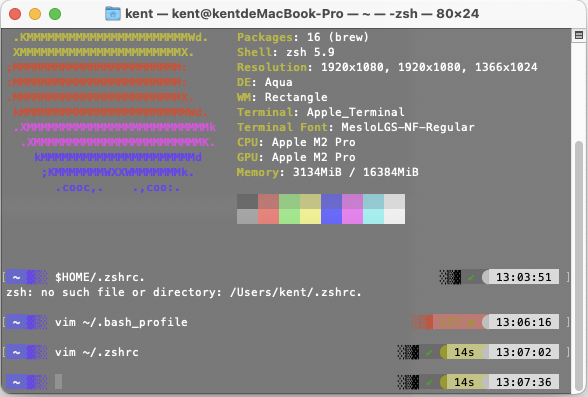 kent — kent@kentdeMacBook-Pro — ~ — -zsh — 80×24
.KMMMMMMMMMMMMMMMMMMMMMMMMWd. Packages: 16 (brew)
XMMMMMMMMMMMMMMMMMMMMMMMX. Shell: zsh 5.9
;MMMMMMMMMMMMMMMMMMMMMMMM: Resolution: 1920x1080, 1920x1080, 1366x1024
:MMMMMMMMMMMMMMMMMMMMMMMM: DE: Aqua
.MMMMMMMMMMMMMMMMMMMMMMMMX. WM: Rectangle
kMMMMMMMMMMMMMMMMMMMMMMMMWd. Terminal: Apple_Terminal
.XMMMMMMMMMMMMMMMMMMMMMMMMMMk Terminal Font: MesloLGS-NF-Regular
.XMMMMMMMMMMMMMMMMMMMMMMMMK. CPU: Apple M2 Pro
kMMMMMMMMMMMMMMMMMMMMMMd GPU: Apple M2 Pro
;KMMMMMMMWXXWMMMMMMMk. Memory: 3134MiB / 16384MiB
.cooc,. .,coo:.
~ $HOME/.zshrc. ✓ 13:03:51
zsh: no such file or directory: /Users/kent/.zshrc.
~ vim ~/.bash_profile 13:06:16
~ vim ~/.zshrc ✓ 14s 13:07:02
~ ✓ 14s 13:07:36